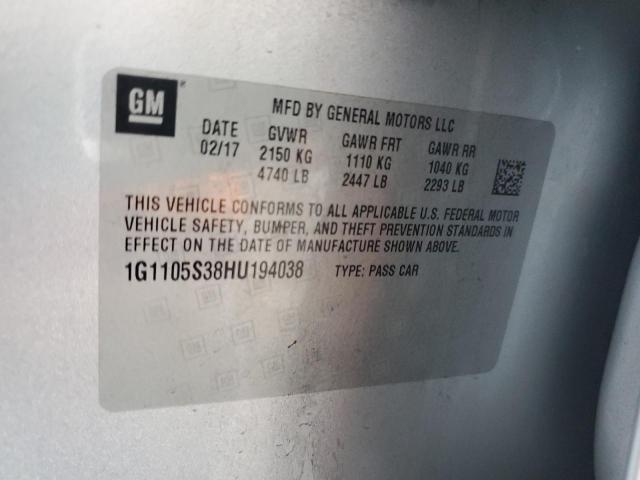 GM
MFD BY GENERAL MOTORS LLC
DATE GVWR GAWR FRT GAWR RR
02/17 2150 KG 1110 KG 1040 KG
4740 LB 2447 LB 2293 LB
THIS VEHICLE CONFORMS TO ALL APPLICABLE U.S. FEDERAL MOTOR
VEHICLE SAFETY, BUMPER, AND THEFT PREVENTION STANDARDS IN
EFFECT ON THE DATE OF MANUFACTURE SHOWN ABOVE.
1G1105S38HU194038 TYPE: PASS CAR